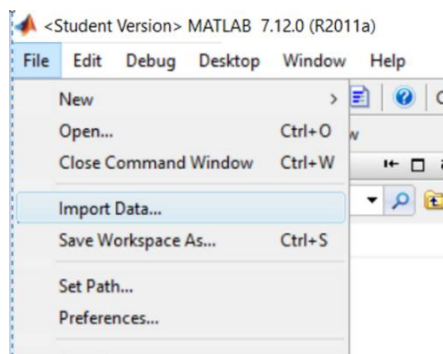 <Student Version> MATLAB 7.12.0 (R2011a)
File Edit Debug Desktop Window Help
New >
Open... Ctrl+O
Close Command Window Ctrl+W
Import Data...
Save Workspace As... Ctrl+S
Set Path...
Preferences...